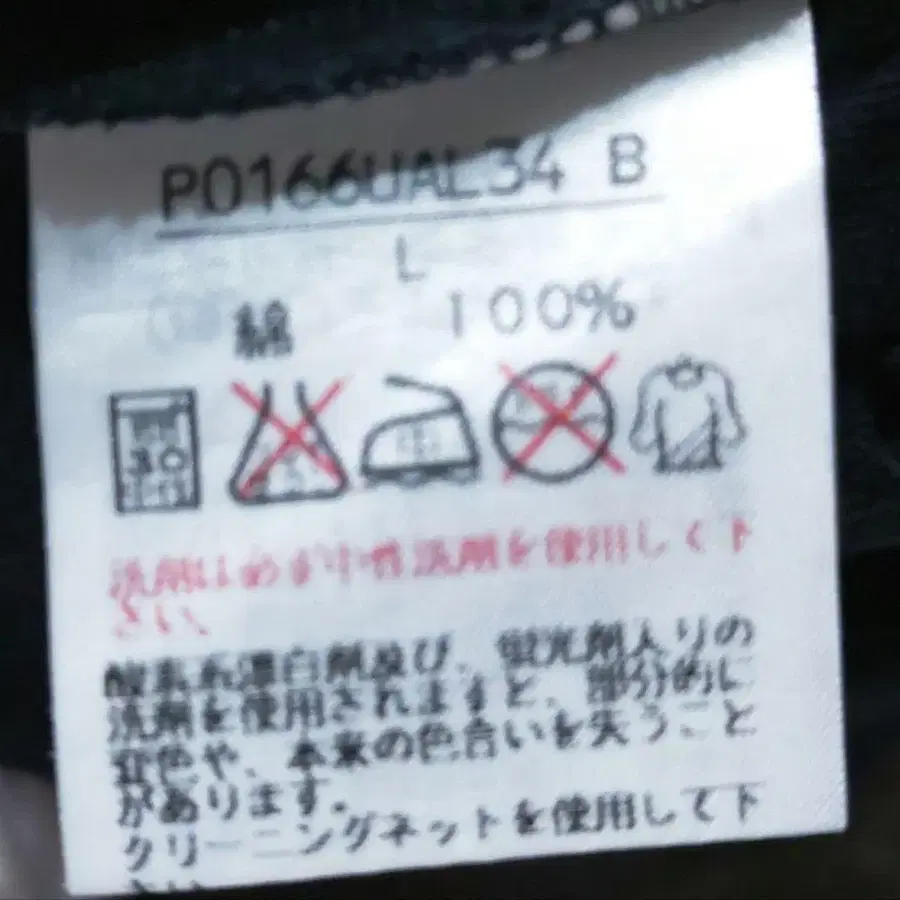 P0166UAL34 B
L
綿 100%
30
洗剤は必ず中性洗剤を使用して下
さい。
酸素系漂白剤及び、蛍光剤入りの
洗剤を使用されますと、部分的に
変色や、本来の色合いを失うこと
があります。
クリーニングネットを使用して下